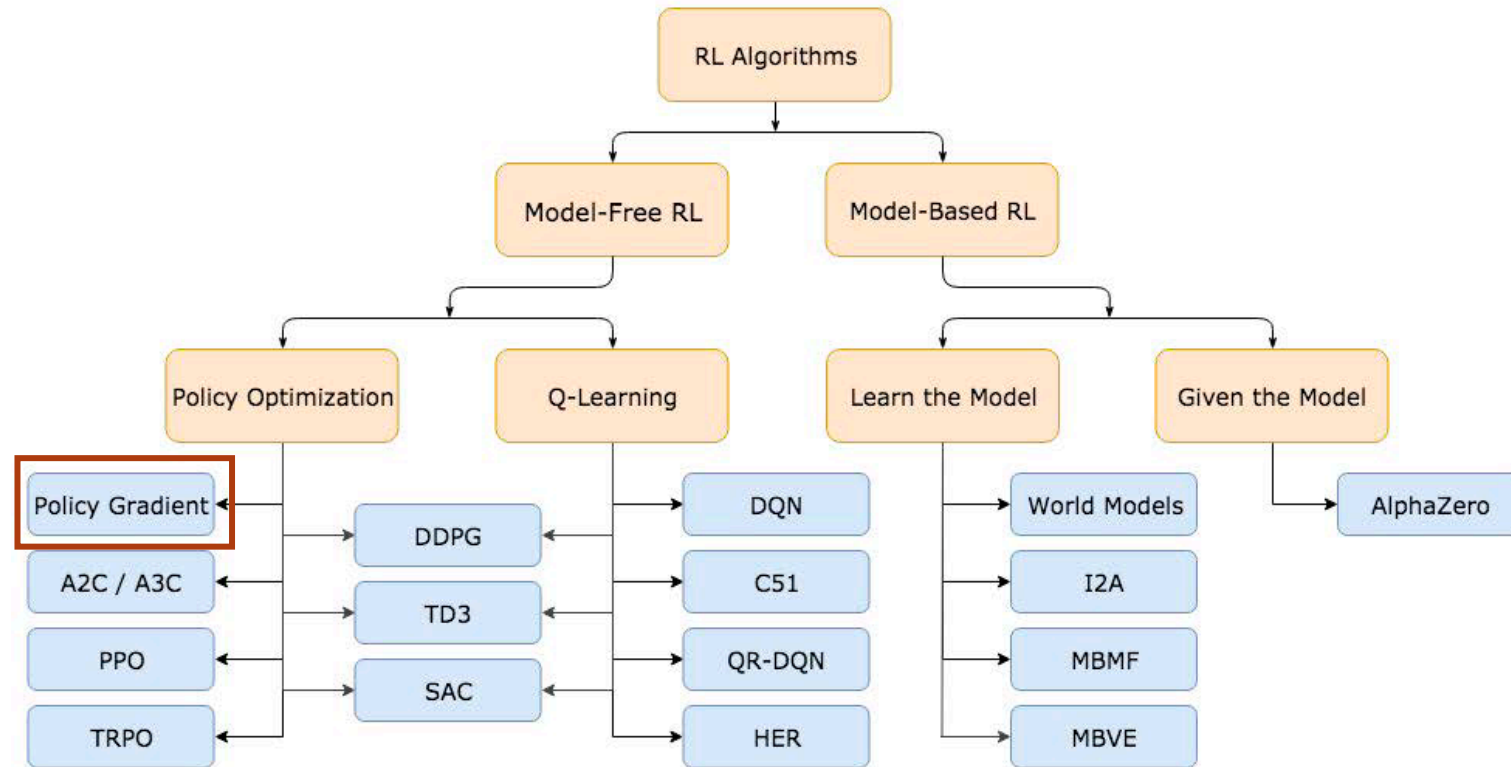 RL Algorithms
Model-Free RL
Model-Based RL
Policy Optimization
Q-Learning
Learn the Model
Given the Model
Policy Gradient
DDPG
DQN
World Models
AlphaZero
A2C / A3C
TD3
C51
I2A
PPO
SAC
QR-DQN
MBMF
TRPO
HER
MBVE